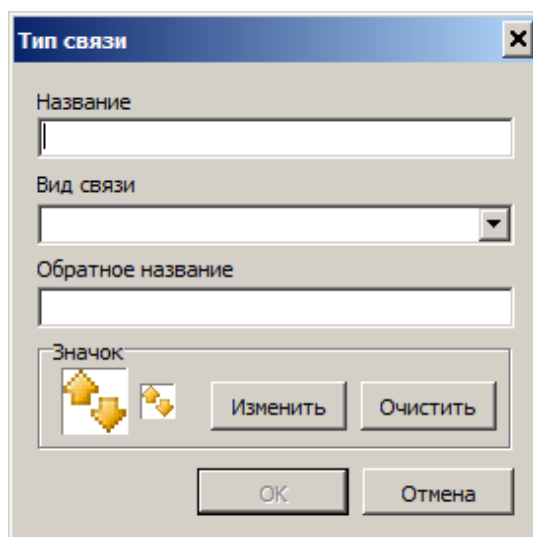 Тип связи
Название
Вид связи
Обратное название
Значок
Изменить Очистить
OK Отмена